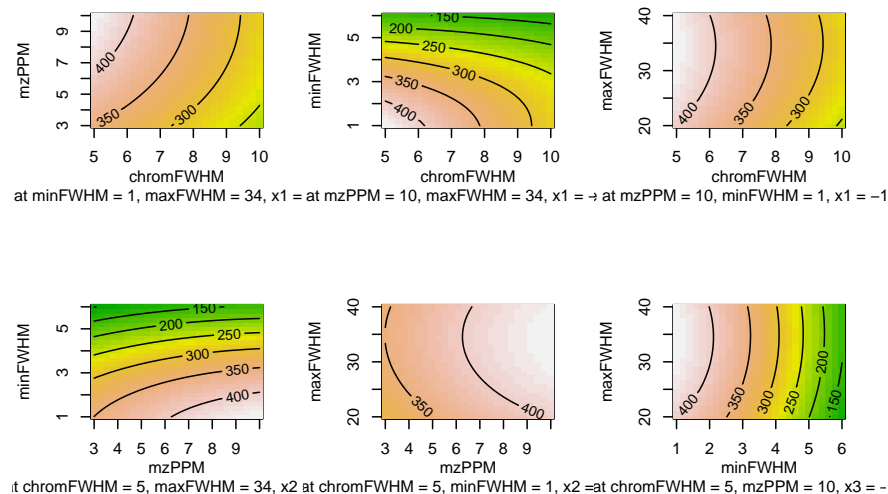 mzPPM
3 5 7 9
400
350
300
5 6 7 8 9 10
chromFWHM
at minFWHM = 1, maxFWHM = 34, x1 =
minFWHM
1 3 5
150
200
250
300
350
400
5 6 7 8 9 10
chromFWHM
at mzPPM = 10, maxFWHM = 34, x1 = −
maxFWHM
20 30 40
400
350
300
5 6 7 8 9 10
chromFWHM
at mzPPM = 10, minFWHM = 1, x1 = −1
minFWHM
1 3 5
150
200
250
300
350
400
3 4 5 6 7 8 9
mzPPM
at chromFWHM = 5, maxFWHM = 34, x2
maxFWHM
20 30 40
350
400
3 4 5 6 7 8 9
mzPPM
at chromFWHM = 5, minFWHM = 1, x2 =
maxFWHM
20 30 40
400
350
300
250
200
150
1 2 3 4 5 6
minFWHM
at chromFWHM = 5, mzPPM = 10, x3 = −